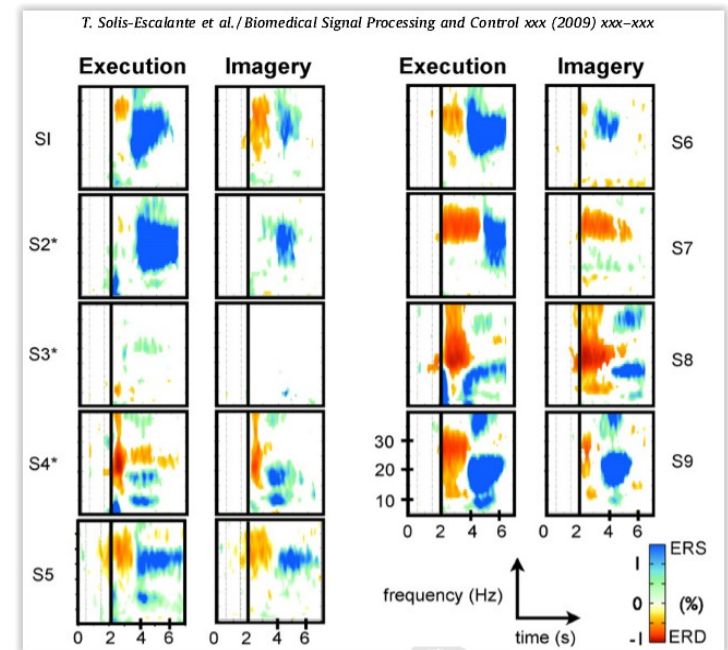 T. Solis-Escalante et al./Biomedical Signal Processing and Control xxx (2009) xxx–xxx
Execution Imagery Execution Imagery
S1 S6
S2* S7
S3* S8
S4* 30 20 10 S9
0 2 4 6 0 2 4 6
S5
0 2 4 6 0 2 4 6
frequency (Hz)
time (s)
ERS
1
0 (%)
-1 ERD